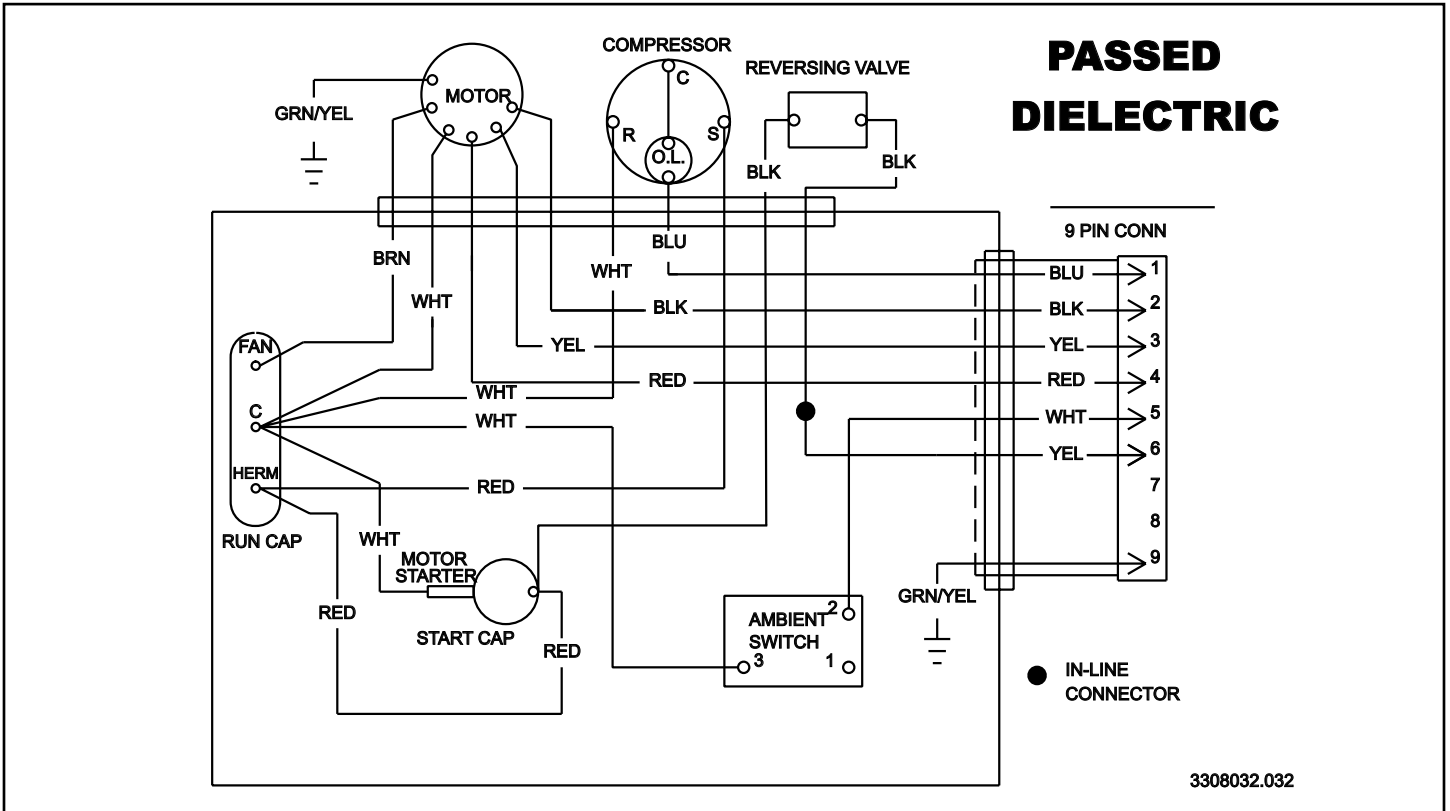 PASSED
DIELECTRIC
COMPRESSOR
REVERSING VALVE
MOTOR
GRN/YEL
C
R
S
O.L.
BLK
BLK
9 PIN CONN
BRN
WHT
WHT
BLU
BLU
1
BLK
BLK
2
YEL
YEL
3
RED
RED
4
WHT
WHT
5
WHT
YEL
6
7
8
9
FAN
C
HERM
RUN CAP
RED
WHT
MOTOR
STARTER
START CAP
RED
RED
AMBIENT
SWITCH
2
3
1
GRN/YEL
IN-LINE
CONNECTOR
3308032.032